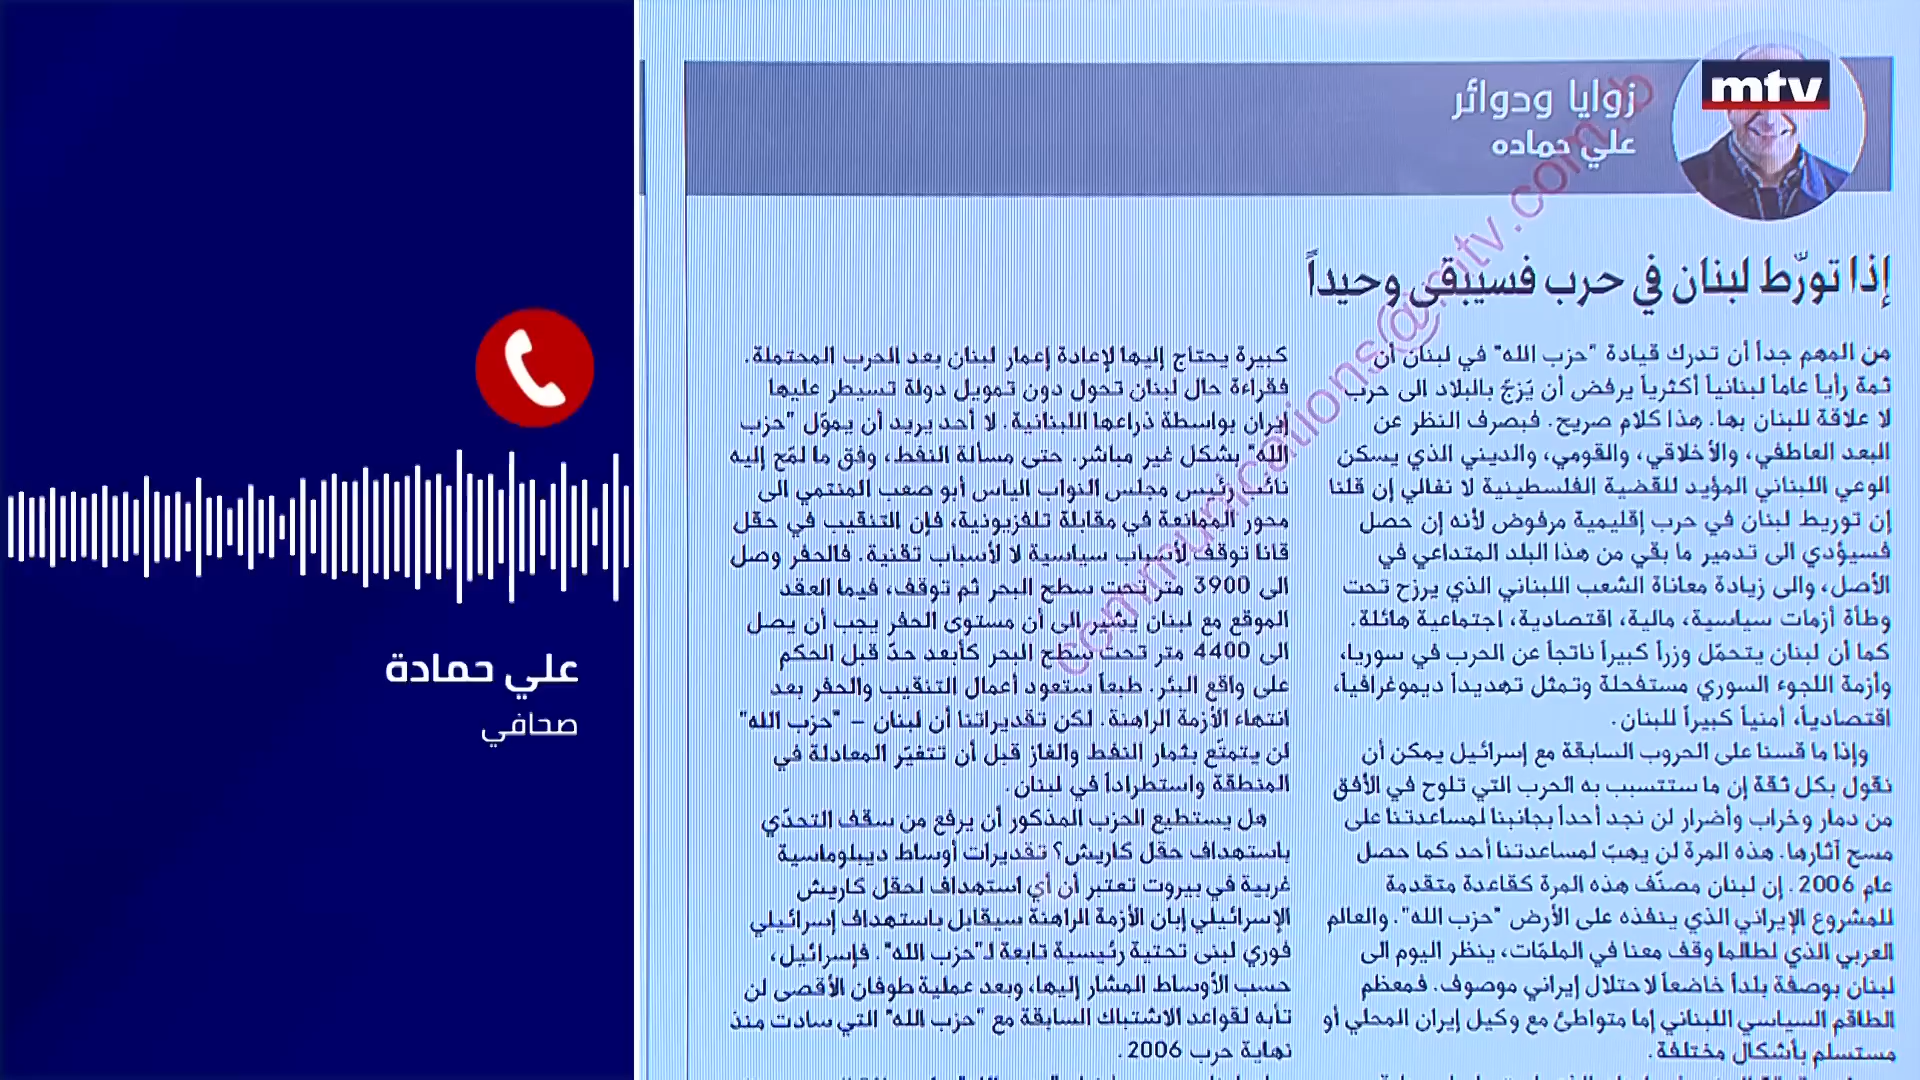 mtv
زوايا ودوائر
علي حماده
إذا تورّط لبنان في حرب فسيبقى وحيداً
من المهم جداً أن تدرك قيادة "حزب الله" في لبنان أن
ثمة رأياً عاماً لبنانياً أكثرياً يرفض أن يَزجّ بالبلاد الى حرب
لا علاقة للبنان بها. هذا كلام صريح. فبصرف النظر عن
البعد العاطفي، والأخلاقي، والقومي، والديني الذي يسكن
الوعي اللبناني المؤيد للقضية الفلسطينية لا نغالي إن قلنا
إن توريط لبنان في حرب إقليمية مرفوض لأنه إن حصل
فسيؤدي الى تدمير ما بقي من هذا البلد المتداعي في
الأصل، والى زيادة معاناة الشعب اللبناني الذي يرزح تحت
وطأة أزمات سياسية، مالية، اقتصادية، اجتماعية هائلة.
كما أن لبنان يتحمّل وزراً كبيراً ناتجاً عن الحرب في سوريا،
وأزمة اللجوء السوري مستفحلة وتمثل تهديداً ديموغرافياً،
اقتصادياً، أمنياً كبيراً للبنان.
وإذا ما قسنا على الحروب السابقة مع إسرائيل يمكن أن
نقول بكل ثقة إن ما ستتسبب به الحرب التي تلوح في الأفق
من دمار وخراب وأضرار لن نجد أحداً بجانبنا لمساعدتنا على
مسح آثارها. هذه المرة لن يهبّ لمساعدتنا أحد كما حصل
عام 2006. إن لبنان مصنّف هذه المرة كقاعدة متقدمة
للمشروع الإيراني الذي ينفذه على الأرض "حزب الله". والعالم
العربي الذي لطالما وقف معنا في الملمّات، ينظر اليوم الى
لبنان بوصفة بلداً خاضعاً لاحتلال إيراني موصوف. فمعظم
الطاقم السياسي اللبناني إما متواطئ مع وكيل إيران المحلي أو
مستسلم بأشكال مختلفة.
كبيرة يحتاج إليها لإعادة إعمار لبنان بعد الحرب المحتملة.
فقراءة حال لبنان تحول دون تمويل دولة تسيطر عليها
إيران بواسطة ذراعها اللبنانية. لا أحد يريد أن يموّل "حزب
الله" بشكل غير مباشر. حتى مسألة النفط، وفق ما لمّح إليه
نائب رئيس مجلس النواب الياس أبو صعب المنتمي الى
محور الممانعة في مقابلة تلفزيونية، فإن التنقيب في حقل
قانا توقف لأسباب سياسية لا لأسباب تقنية. فالحفر وصل
الى 3900 متر تحت سطح البحر ثم توقف، فيما العقد
الموقع مع لبنان يشير الى أن مستوى الحفر يجب أن يصل
الى 4400 متر تحت سطح البحر كأبعد حدّ قبل الحكم
على واقع البئر. طبعاً ستعود أعمال التنقيب والحفر بعد
انتهاء الأزمة الراهنة. لكن تقديراتنا أن لبنان – "حزب الله"
لن يتمتّع بثمار النفط والغاز قبل أن تتغيّر المعادلة في
المنطقة واستطراداً في لبنان.
هل يستطيع الحزب المذكور أن يرفع من سقف التحدّي
باستهداف حقل كاريش؟ تقديرات أوساط ديبلوماسية
غربية في بيروت تعتبر أن أي استهداف لحقل كاريش
الإسرائيلي إبان الأزمة الراهنة سيقابل باستهداف إسرائيلي
فوري لبنى تحتية رئيسية تابعة لـ"حزب الله". فإسرائيل،
حسب الأوساط المشار إليها، وبعد عملية طوفان الأقصى لن
تأبه لقواعد الاشتباك السابقة مع "حزب الله" التي سادت منذ
نهاية حرب 2006.
communications@mtv.com.lb
علي حمادة
صحافي